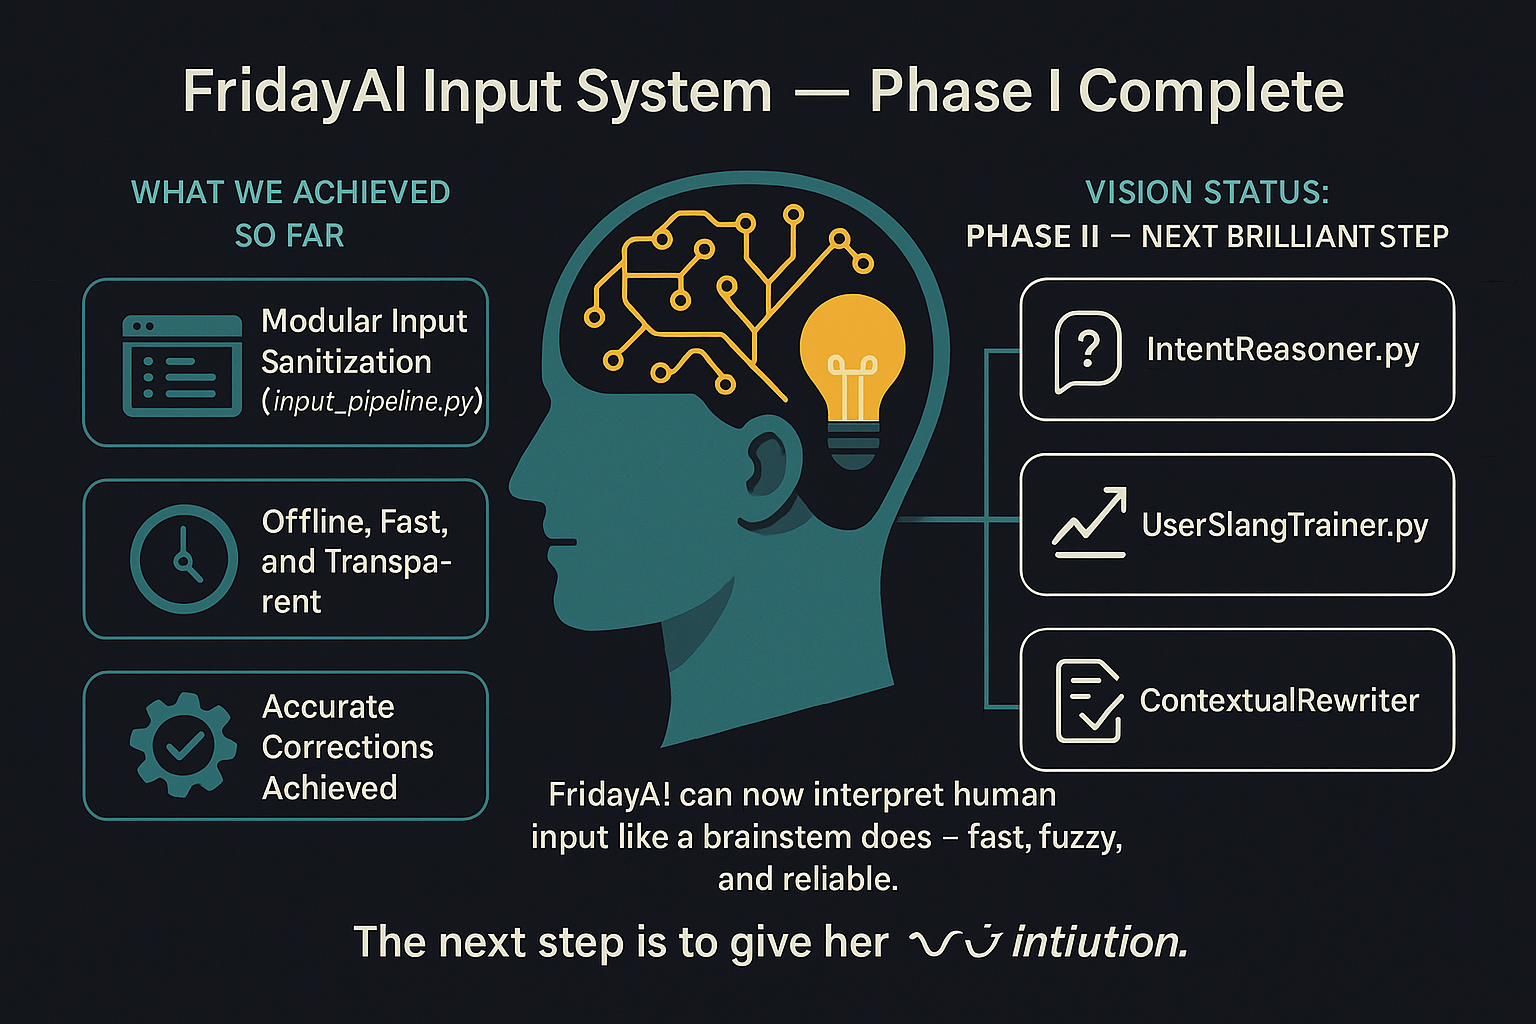 FridayAI Input System — Phase I Complete
WHAT WE ACHIEVED
SO FAR
Modular Input
Sanitization
(input_pipeline.py)
Offline, Fast,
and Transpa-
rent
Accurate
Corrections
Achieved
VISION STATUS:
PHASE II – NEXT BRILLIANT STEP
?
IntentReasoner.py
UserSlangTrainer.py
ContextualRewriter
FridayA! can now interpret human
input like a brainstem does – fast, fuzzy,
and reliable.
The next step is to give her intiution.